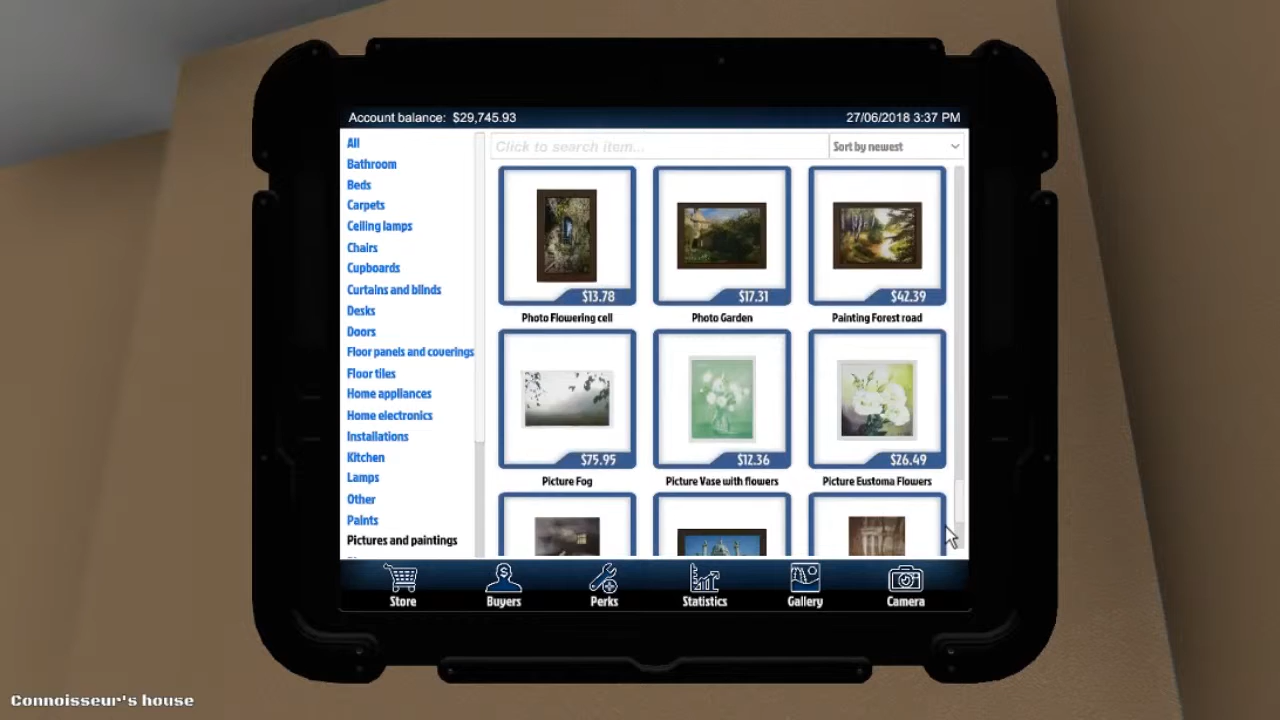 Account balance: $29,745.93
27/06/2018 3:37 PM
All
Bathroom
Beds
Carpets
Ceiling lamps
Chairs
Cupboards
Curtains and blinds
Desks
Doors
Floor panels and coverings
Floor tiles
Home appliances
Home electronics
Installations
Kitchen
Lamps
Other
Paints
Pictures and paintings
Click to search item...
Sort by newest
$13.78
$17.31
$42.39
Photo Flowering cell
Photo Garden
Painting Forest road
$75.95
$12.36
$26.49
Picture Fog
Picture Vase with flowers
Picture Eustoma Flowers
Store
Buyers
Perks
Statistics
Gallery
Camera
Connoisseur's house